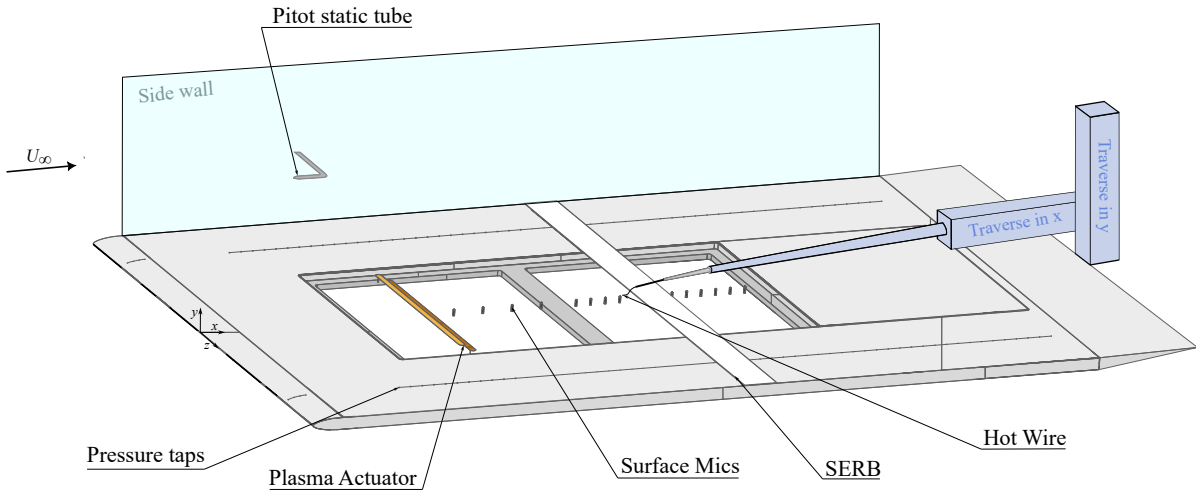 Pitot static tube
Side wall
U∞
Traverse in y
Traverse in x
y
x
z
Hot Wire
Pressure taps
Surface Mics
SERB
Plasma Actuator